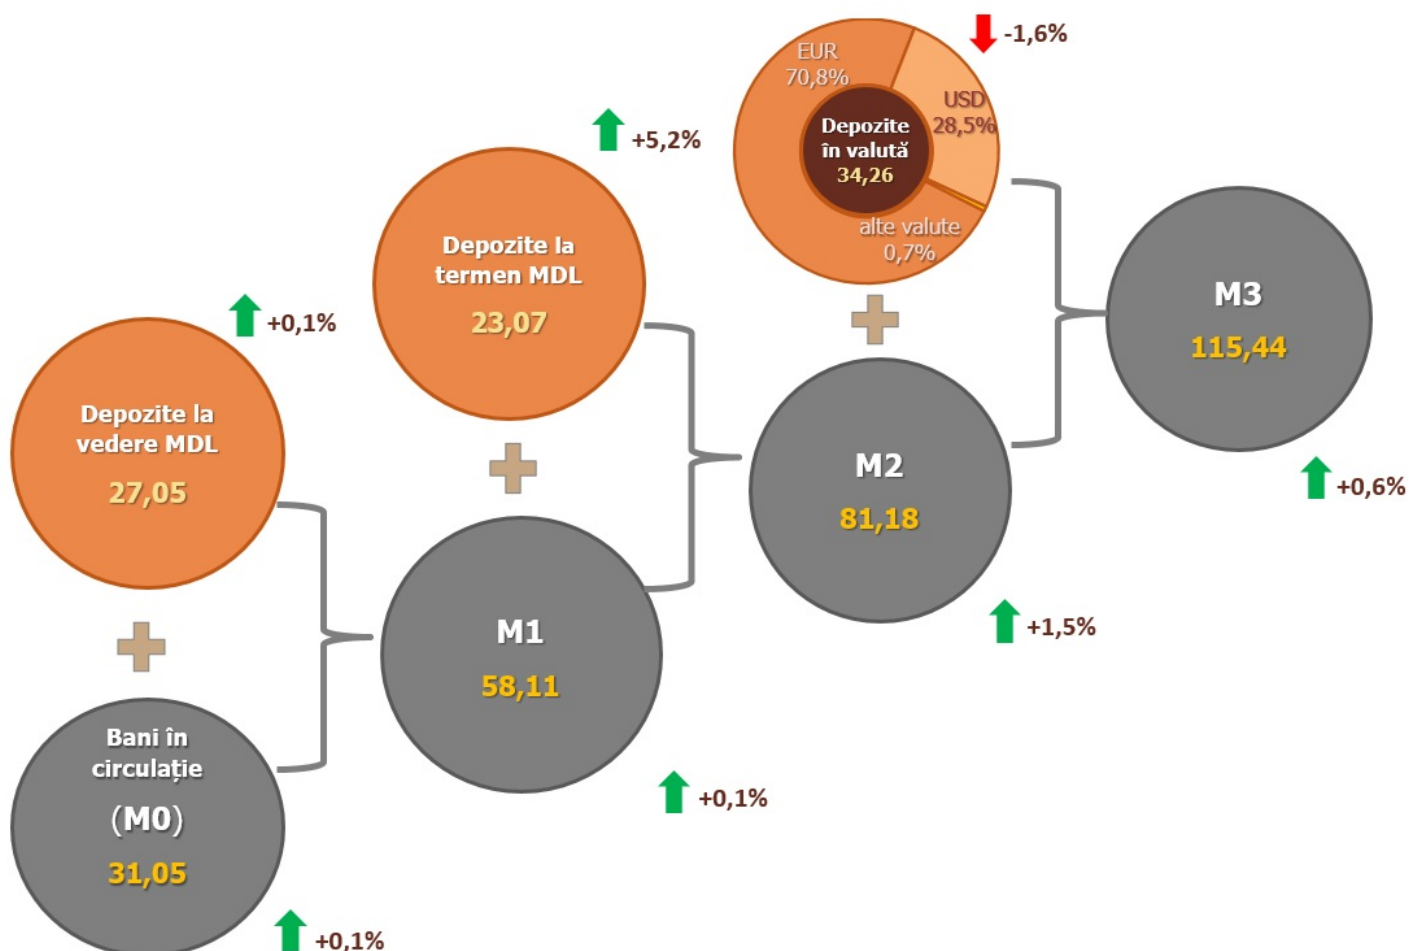 Depozite la
vedere MDL
27,05
+0,1%
Bani în
circulație
(M0)
31,05
+0,1%
Depozite la
termen MDL
23,07
+5,2%
M1
58,11
+0,1%
EUR
70,8%
USD
28,5%
alte valute
0,7%
Depozite
în valută
34,26
-1,6%
M2
81,18
+1,5%
M3
115,44
+0,6%